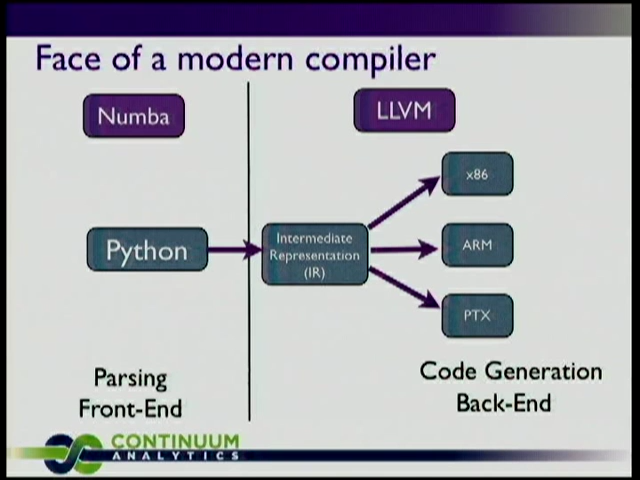 Face of a modern compiler
Numba
LLVM
x86
Python
Intermediate
Representation
(IR)
ARM
PTX
Parsing
Front-End
Code Generation
Back-End
CONTINUUM
ANALYTICS